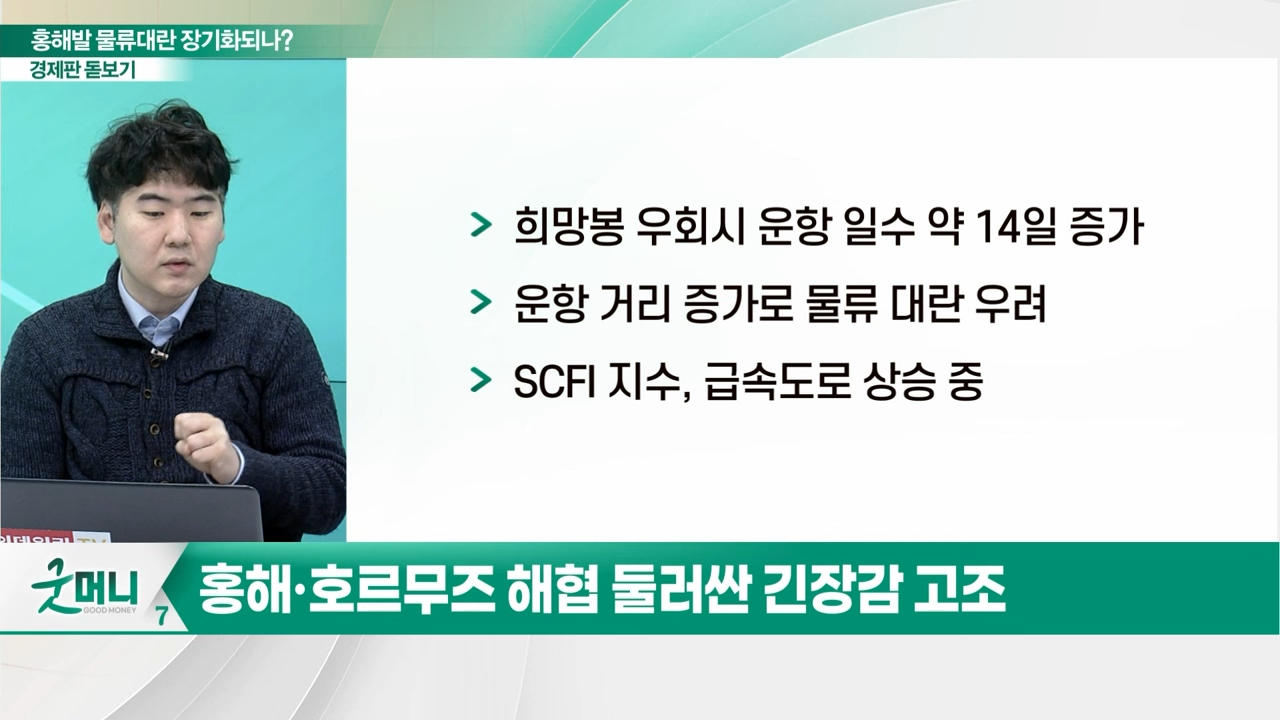 홍해발 물류대란 장기화되나?
경제판 돋보기
> 희망봉 우회시 운항 일수 약 14일 증가
> 운항 거리 증가로 물류 대란 우려
> SCFI 지수, 급속도로 상승 중
굿머니
GOOD MONEY
7
홍해·호르무즈 해협 둘러싼 긴장감 고조